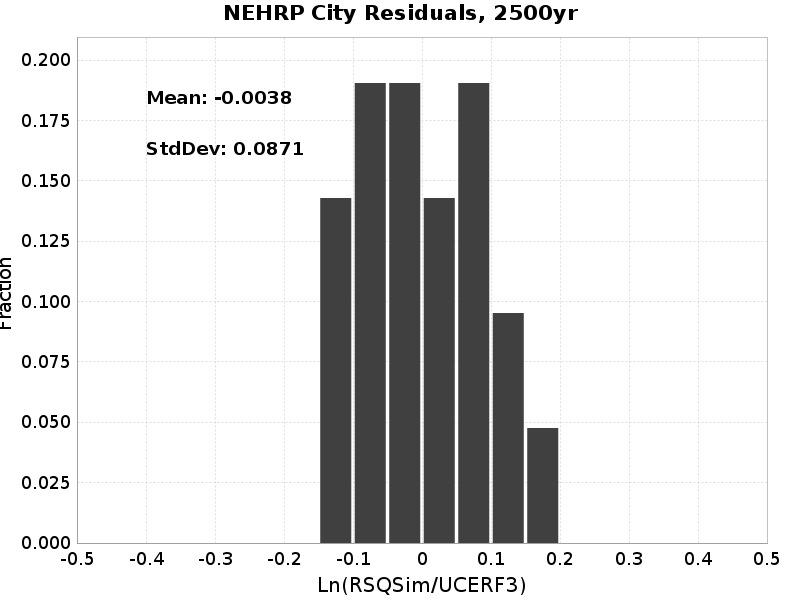 NEHRP City Residuals, 2500yr
Mean: -0.0038
StdDev: 0.0871
Fraction
0.200
0.175
0.150
0.125
0.100
0.075
0.050
0.025
0.000
-0.5 -0.4 -0.3 -0.2 -0.1 0 0.1 0.2 0.3 0.4 0.5
Ln(RSQSim/UCERF3)